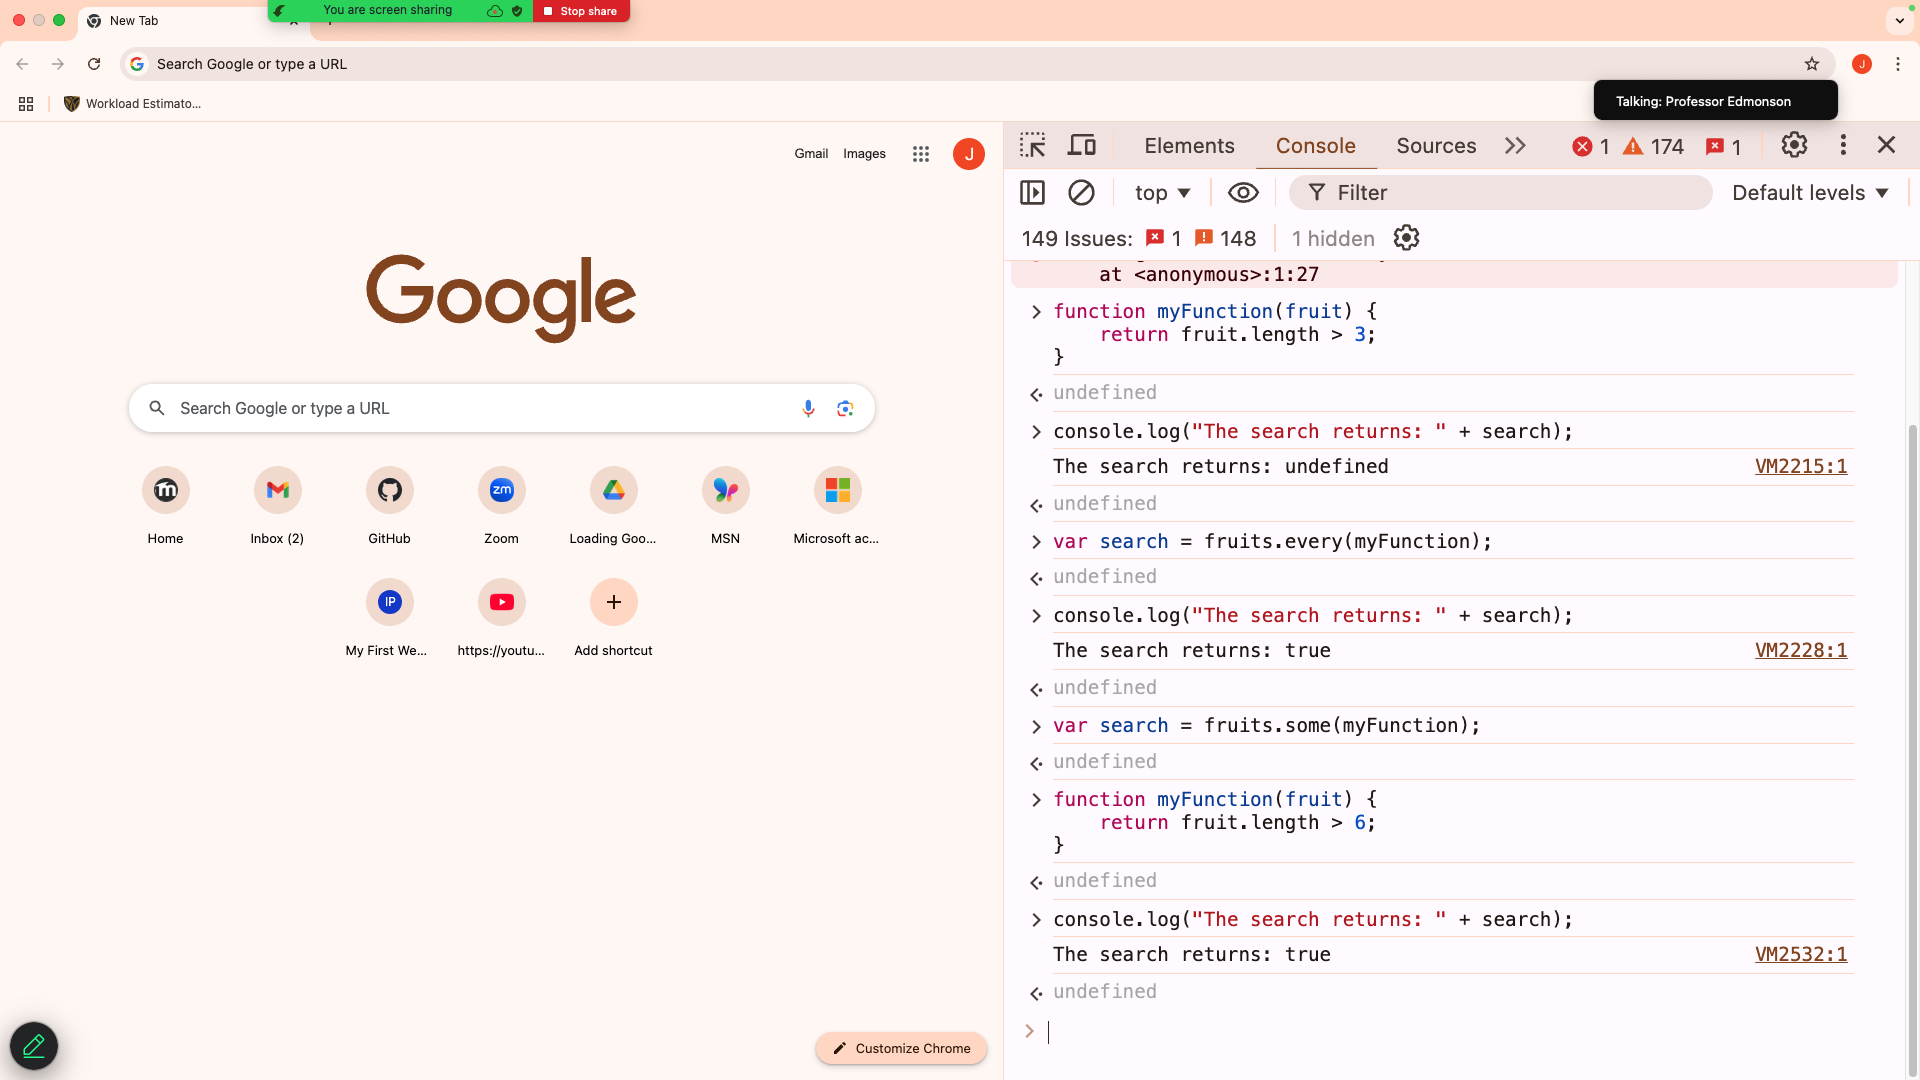 New Tab
You are screen sharing
Stop share
Search Google or type a URL
J
Workload Estimato...
Talking: Professor Edmonson
Gmail
Images
J
Google
Search Google or type a URL
zm
Home
Inbox (2)
GitHub
Zoom
Loading Goo...
MSN
Microsoft ac...
IP
My First We...
https://youtu...
Add shortcut
Customize Chrome
Elements
Console
Sources
1
174
1
top
Filter
Default levels
149 Issues:
1
148
1 hidden
at <anonymous>:1:27
function myFunction(fruit) {
return fruit.length > 3;
}
undefined
console.log("The search returns: " + search);
The search returns: undefined VM2215:1
undefined
var search = fruits.every(myFunction);
undefined
console.log("The search returns: " + search);
The search returns: true VM2228:1
undefined
var search = fruits.some(myFunction);
undefined
function myFunction(fruit) {
return fruit.length > 6;
}
undefined
console.log("The search returns: " + search);
The search returns: true VM2532:1
undefined